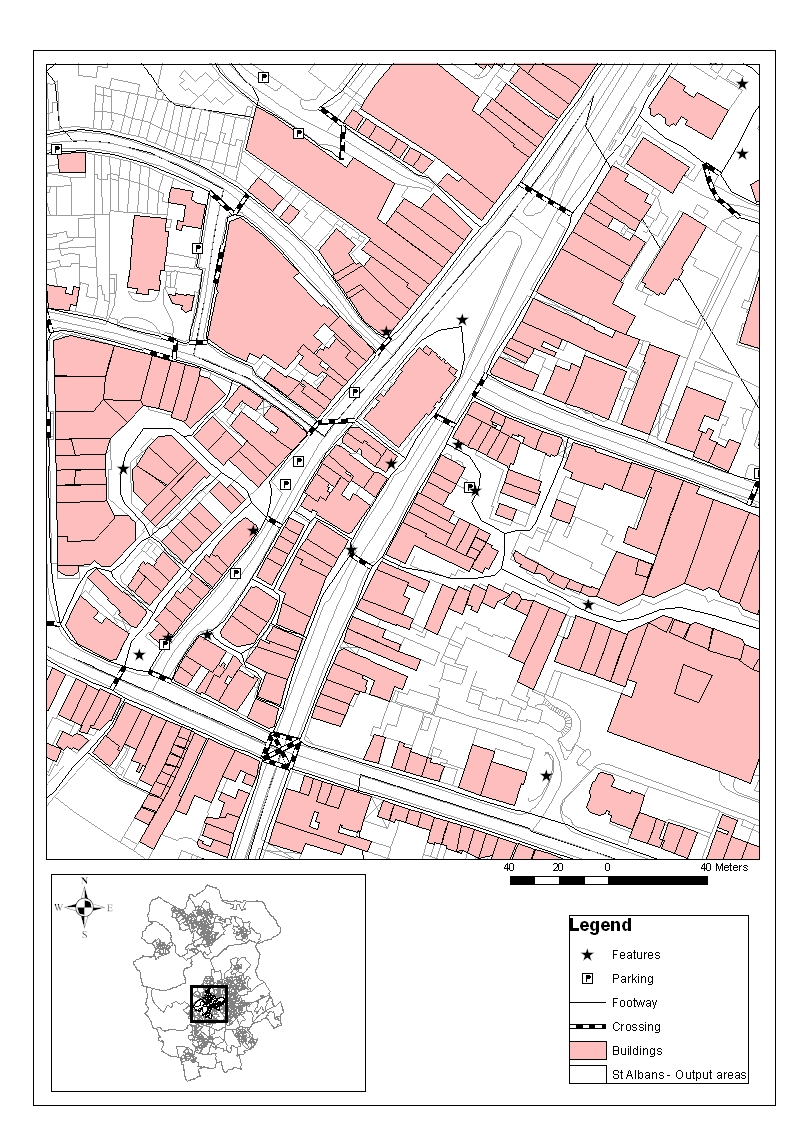 P
P
P
P
P
P
P
P
P
P
P
40 20 0 40 Meters
N
W E
S
Legend
Features
P Parking
Footway
Crossing
Buildings
St Albans - Output areas